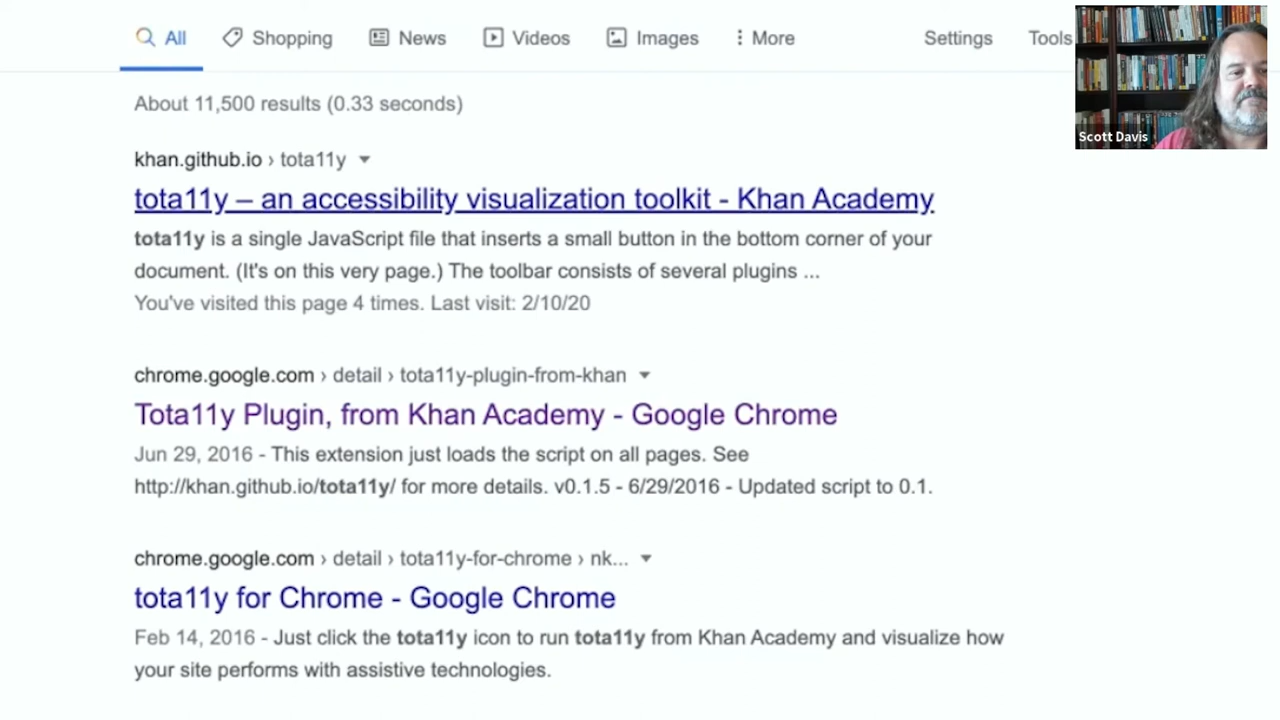 All
Shopping
News
Videos
Images
More
Settings
Tools
Scott Davis
About 11,500 results (0.33 seconds)
khan.github.io › tota11y
tota11y – an accessibility visualization toolkit - Khan Academy
tota11y is a single JavaScript file that inserts a small button in the bottom corner of your
document. (It's on this very page.) The toolbar consists of several plugins ...
You've visited this page 4 times. Last visit: 2/10/20
chrome.google.com › detail › tota11y-plugin-from-khan
Tota11y Plugin, from Khan Academy - Google Chrome
Jun 29, 2016 - This extension just loads the script on all pages. See
http://khan.github.io/tota11y/ for more details. v0.1.5 - 6/29/2016 - Updated script to 0.1.
chrome.google.com › detail › tota11y-for-chrome › nk...
tota11y for Chrome - Google Chrome
Feb 14, 2016 - Just click the tota11y icon to run tota11y from Khan Academy and visualize how
your site performs with assistive technologies.